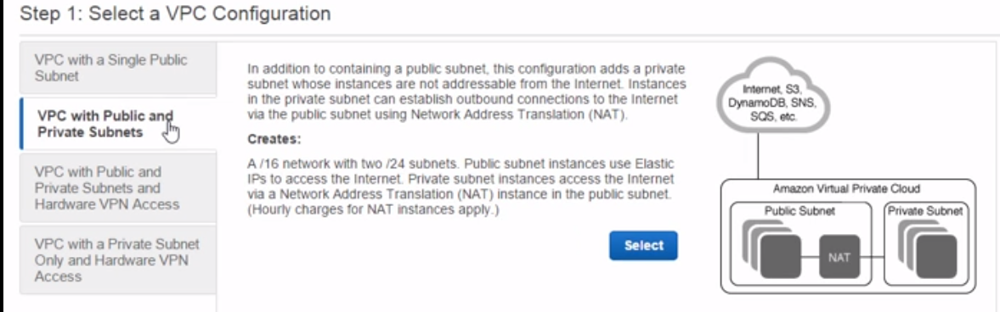 Step 1: Select a VPC Configuration
VPC with a Single Public
Subnet
VPC with Public and
Private Subnets
VPC with Public and
Private Subnets and
Hardware VPN Access
VPC with a Private Subnet
Only and Hardware VPN
Access
In addition to containing a public subnet, this configuration adds a private
subnet whose instances are not addressable from the Internet. Instances
in the private subnet can establish outbound connections to the Internet
via the public subnet using Network Address Translation (NAT).
Creates:
A /16 network with two /24 subnets. Public subnet instances use Elastic
IPs to access the Internet. Private subnet instances access the Internet
via a Network Address Translation (NAT) instance in the public subnet.
(Hourly charges for NAT instances apply.)
Select
Internet, S3,
DynamoDB, SNS,
SQS, etc.
Amazon Virtual Private Cloud
Public Subnet
Private Subnet
NAT